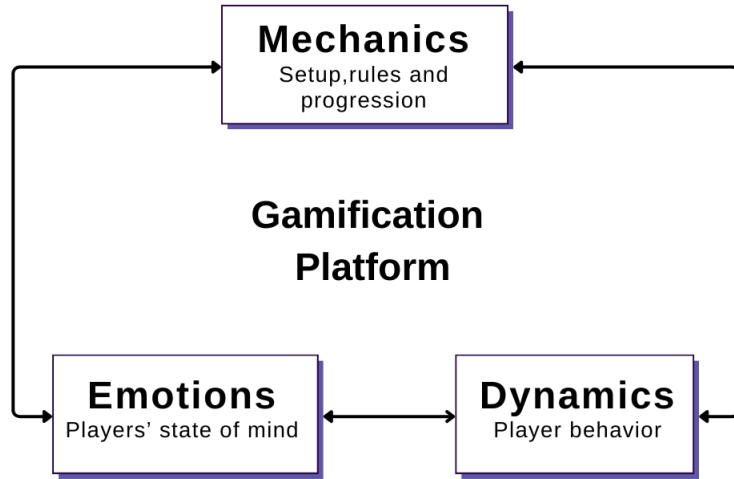 Mechanics
Setup,rules and
progression
Gamification
Platform
Emotions
Players’ state of mind
Dynamics
Player behavior